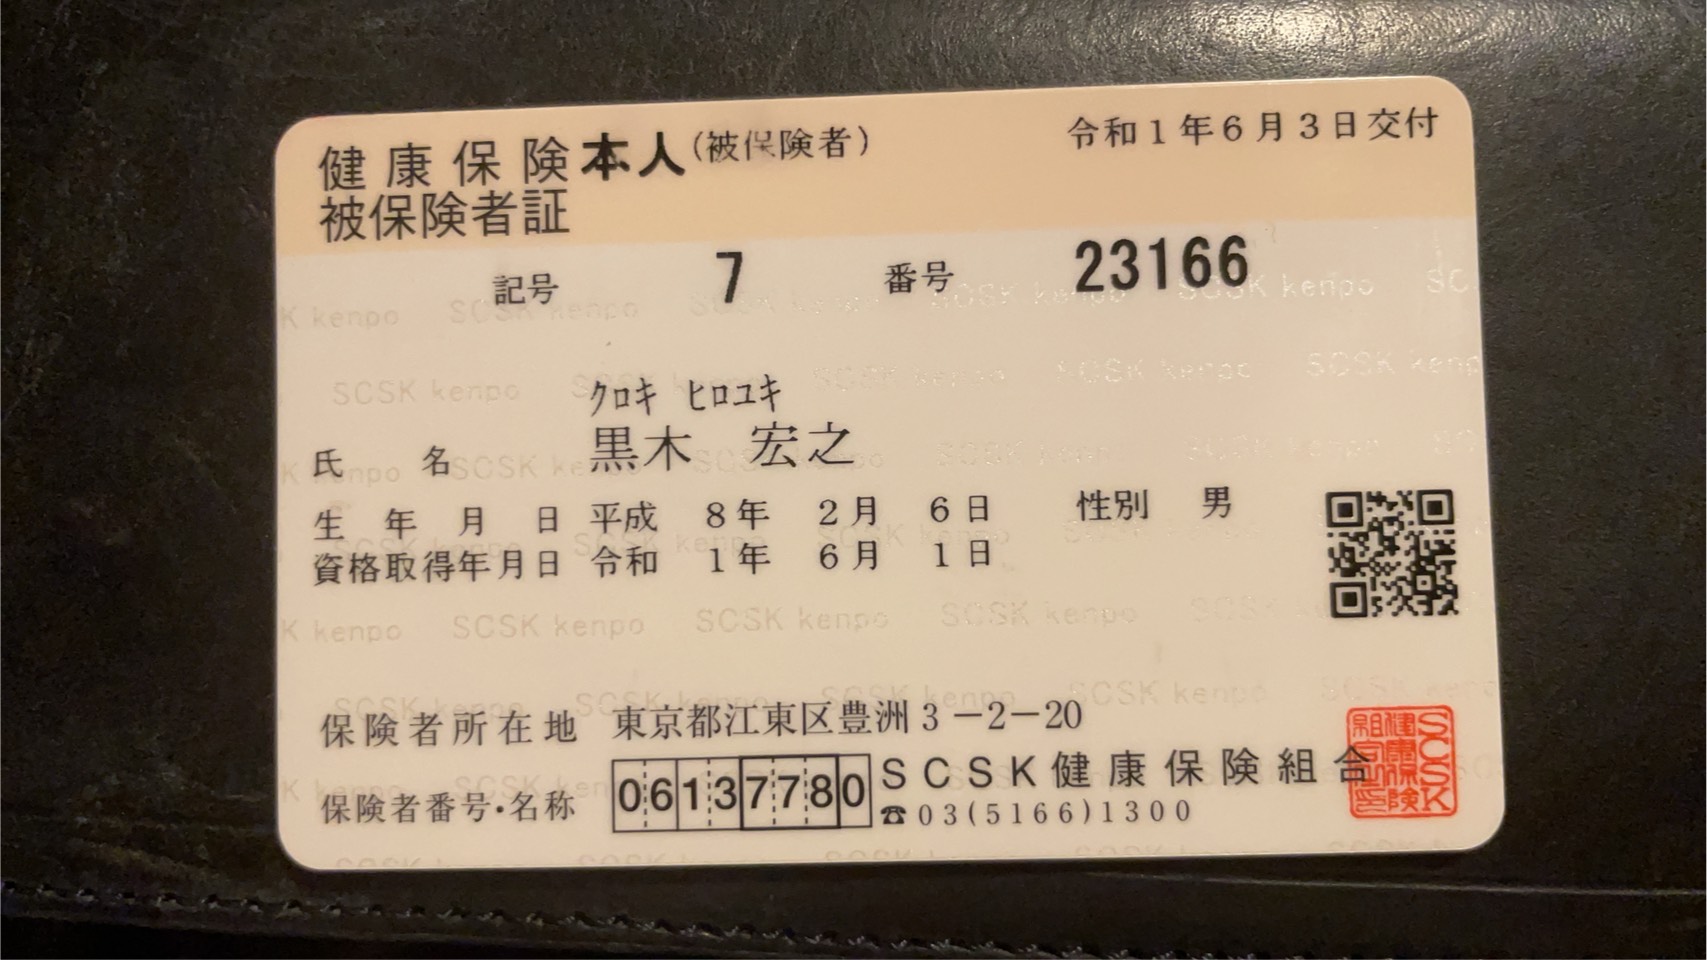 健康保険本人(被保険者) 令和1年6月3日交付
被保険者証
記号 7 番号 23166
クロキ ヒロユキ
氏名 黒木 宏之
生年月日 平成 8年 2月 6日 性別 男
資格取得年月日 令和 1年 6月 1日
保険者所在地 東京都江東区豊洲3-2-20
保険者番号・名称 06137780 SCSK健康保険組合
☎03(5166)1300
SCSK kenpo